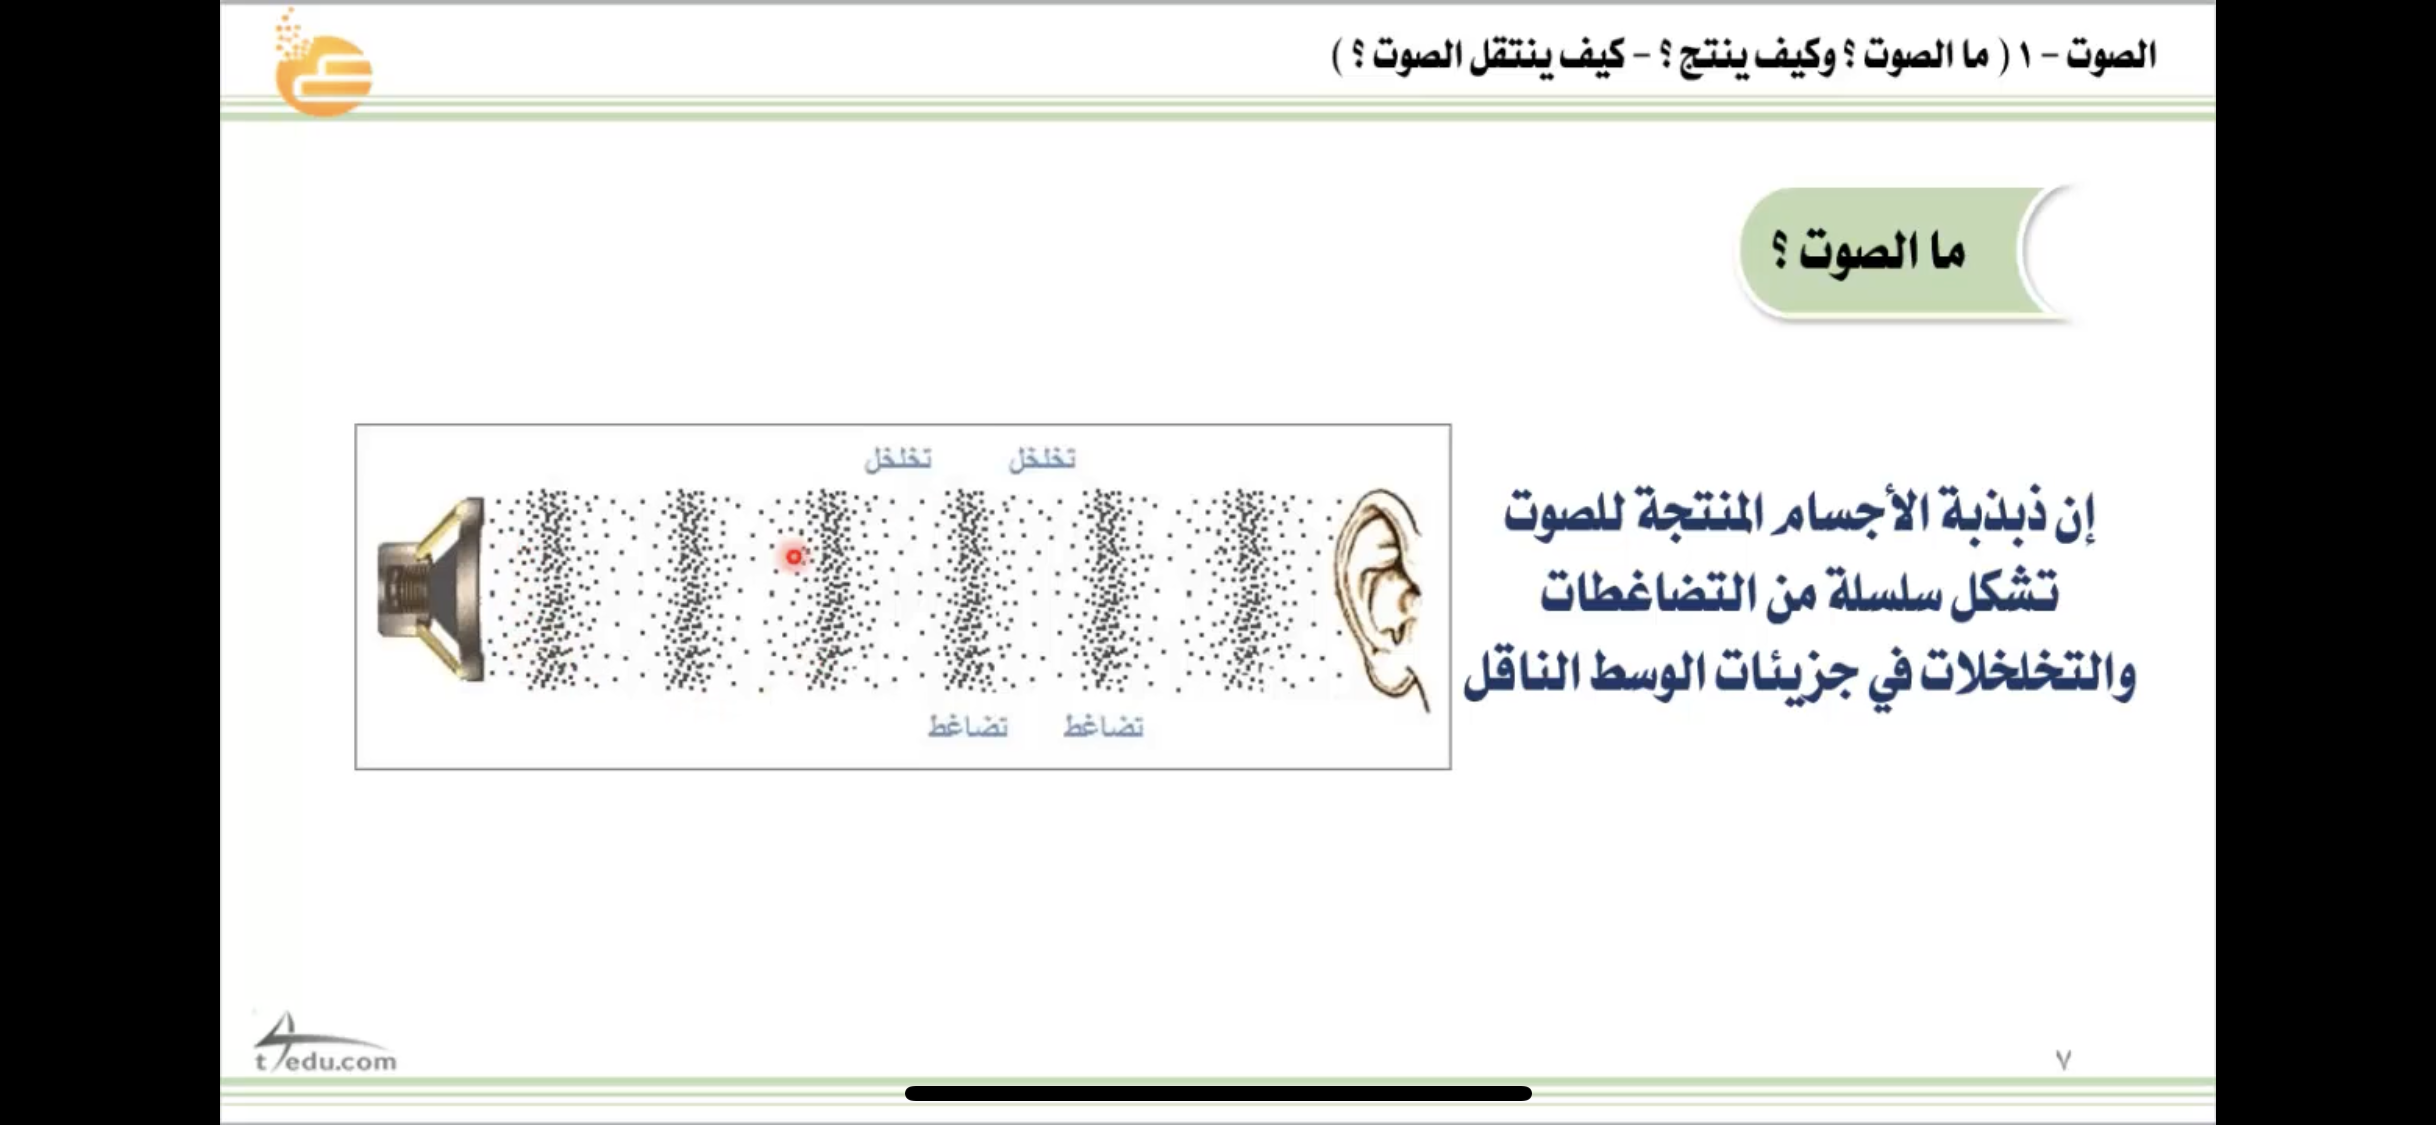 الصوت – ١ ( ما الصوت ؟ وكيف ينتج ؟ – كيف ينتقل الصوت ؟ )
ما الصوت ؟
إن ذبذبة الأجسام المنتجة للصوت
تشكل سلسلة من التضاغطات
والتخلخلات في جزيئات الوسط الناقل
تخلخل تخلخل
تضاغط تضاغط
٧
t4edu.com